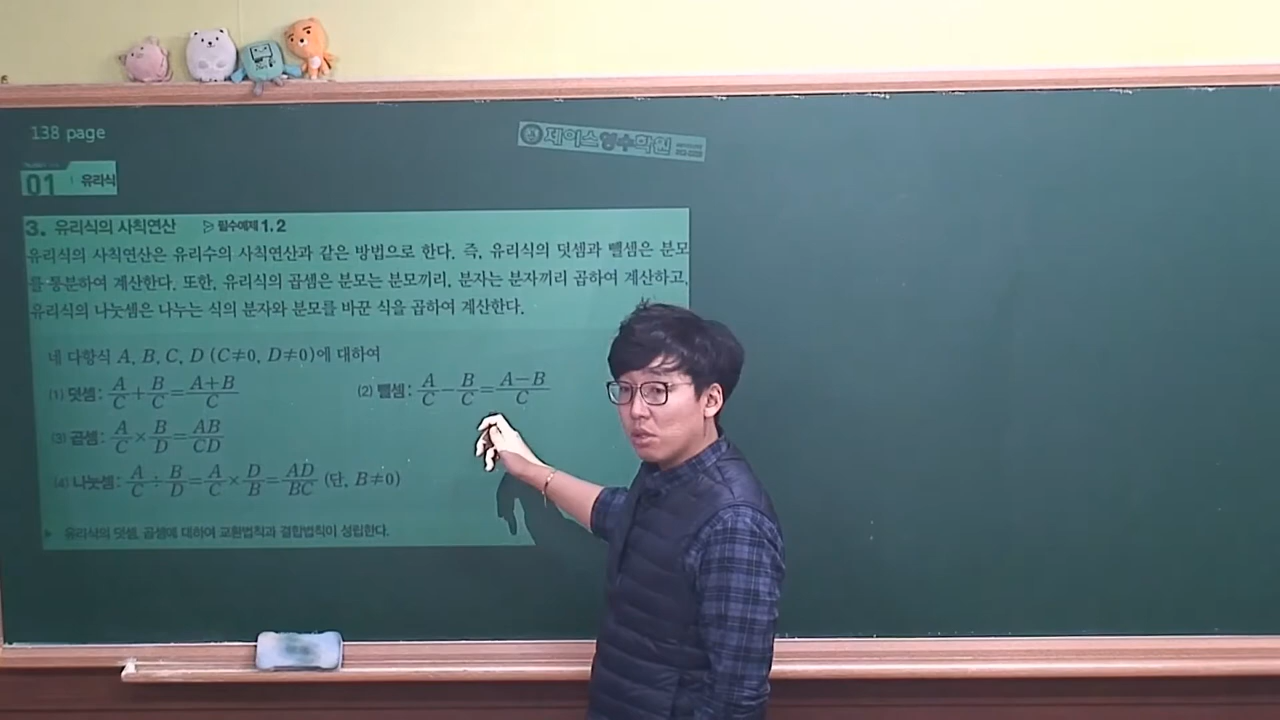 138 page
제이스영수학원
01 유리식
3. 유리식의 사칙연산 ▷ 필수예제 1, 2
유리식의 사칙연산은 유리수의 사칙연산과 같은 방법으로 한다. 즉, 유리식의 덧셈과 뺄셈은 분모
를 통분하여 계산한다. 또한, 유리식의 곱셈은 분모는 분모끼리, 분자는 분자끼리 곱하여 계산하고,
유리식의 나눗셈은 나누는 식의 분자와 분모를 바꾼 식을 곱하여 계산한다.
네 다항식 A, B, C, D (C≠0, D≠0)에 대하여
(1) 덧셈: A/C + B/C = A+B/C (2) 뺄셈: A/C − B/C = A−B/C
(3) 곱셈: A/C × B/D = AB/CD
(4) 나눗셈: A/C ÷ B/D = A/C × D/B = AD/BC (단, B≠0)
▶ 유리식의 덧셈, 곱셈에 대하여 교환법칙과 결합법칙이 성립한다.